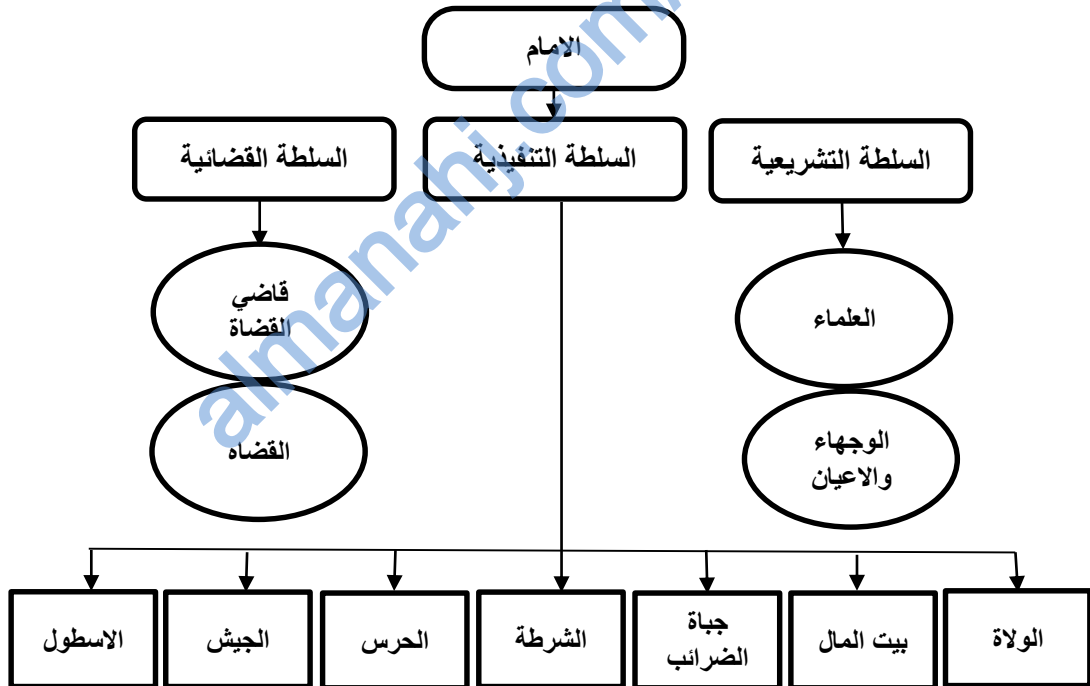 الامام
السلطة التشريعية
السلطة التنفيذية
السلطة القضائية
العلماء
الوجهاء
والاعيان
قاضي
القضاة
القضاه
الولاة
بيت المال
جباة
الضرائب
الشرطة
الحرس
الجيش
الاسطول
almanahj.com/